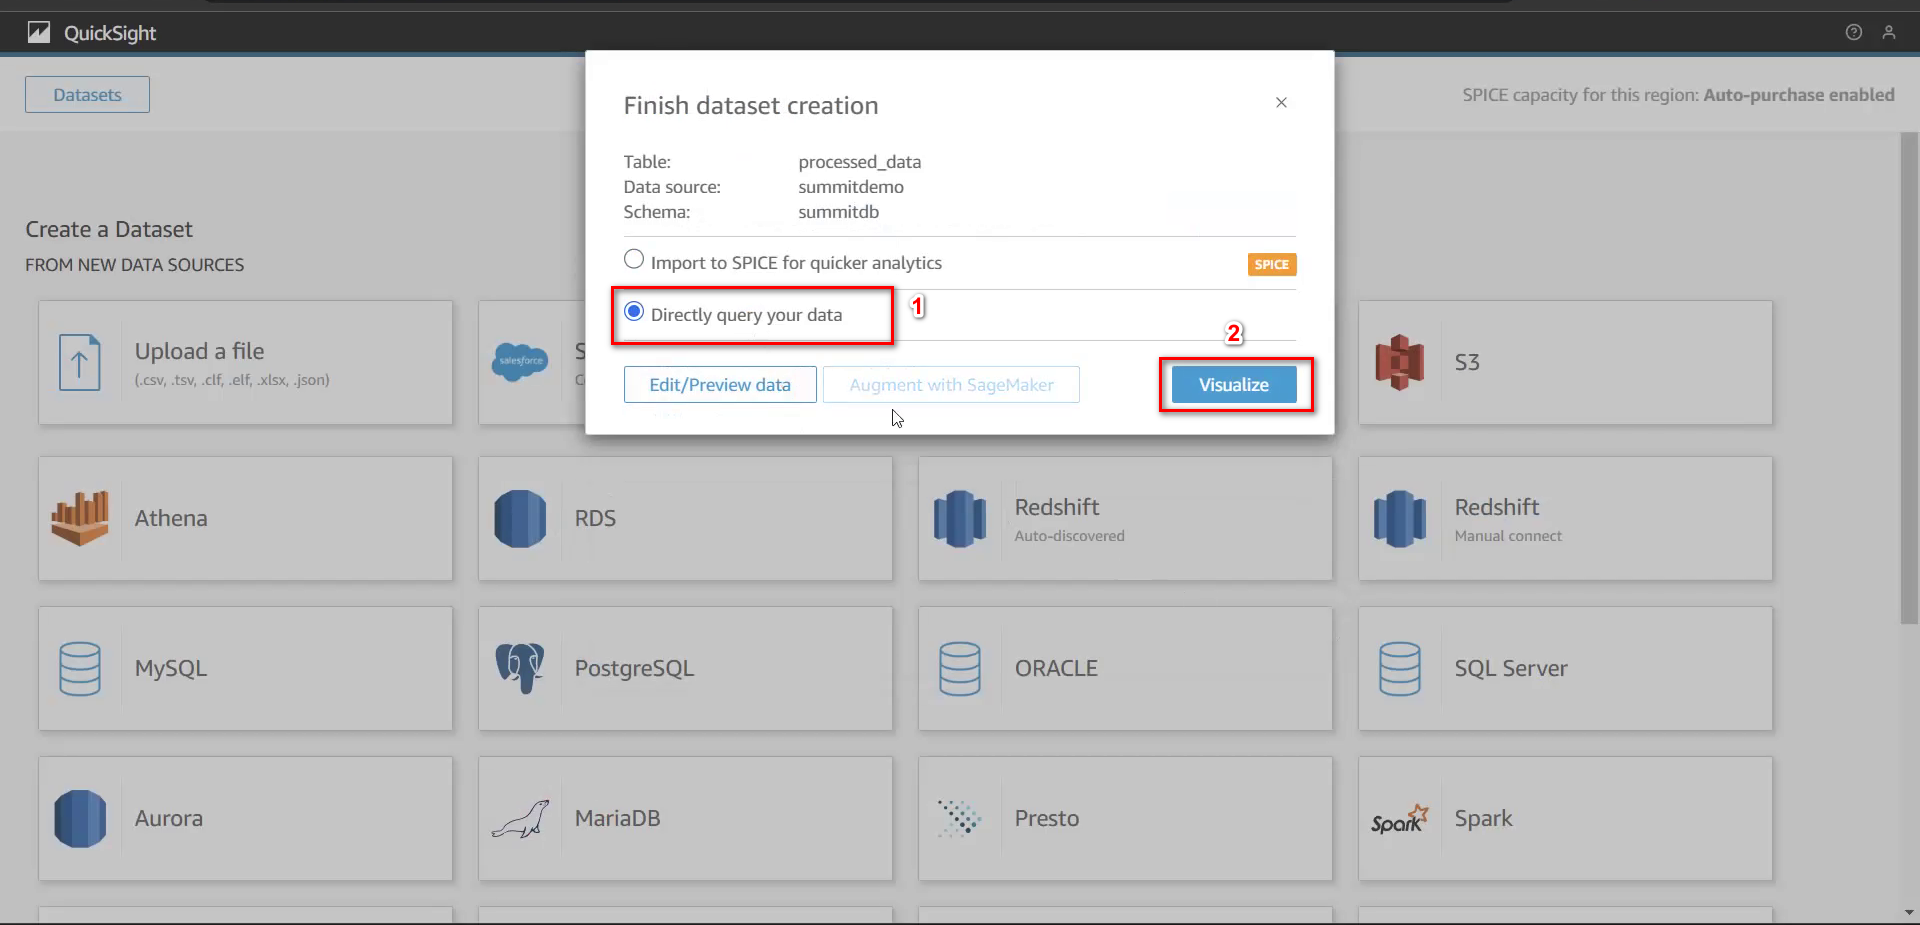 QuickSight
Datasets
SPICE capacity for this region: Auto-purchase enabled
Finish dataset creation
Table: processed_data
Data source: summitdemo
Schema: summitdb
Import to SPICE for quicker analytics
SPICE
Directly query your data
1
2
Edit/Preview data
Augment with SageMaker
Visualize
Create a Dataset
FROM NEW DATA SOURCES
Upload a file
(.csv, .tsv, .clf, .elf, .xlsx, .json)
salesforce
S
C
S3
Athena
RDS
Redshift
Auto-discovered
Redshift
Manual connect
MySQL
PostgreSQL
ORACLE
SQL Server
Aurora
MariaDB
Presto
Spark
Spark